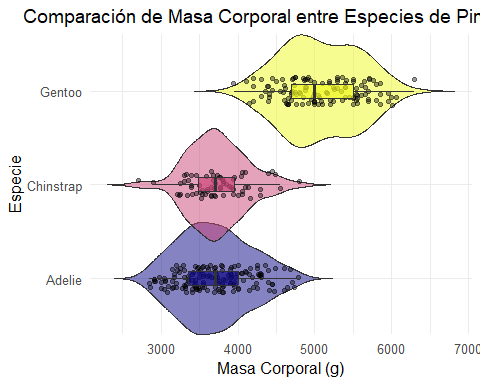 Comparación de Masa Corporal entre Especies de Pin
Gentoo
Chinstrap
Adelie
Especie
3000 4000 5000 6000 7000
Masa Corporal (g)